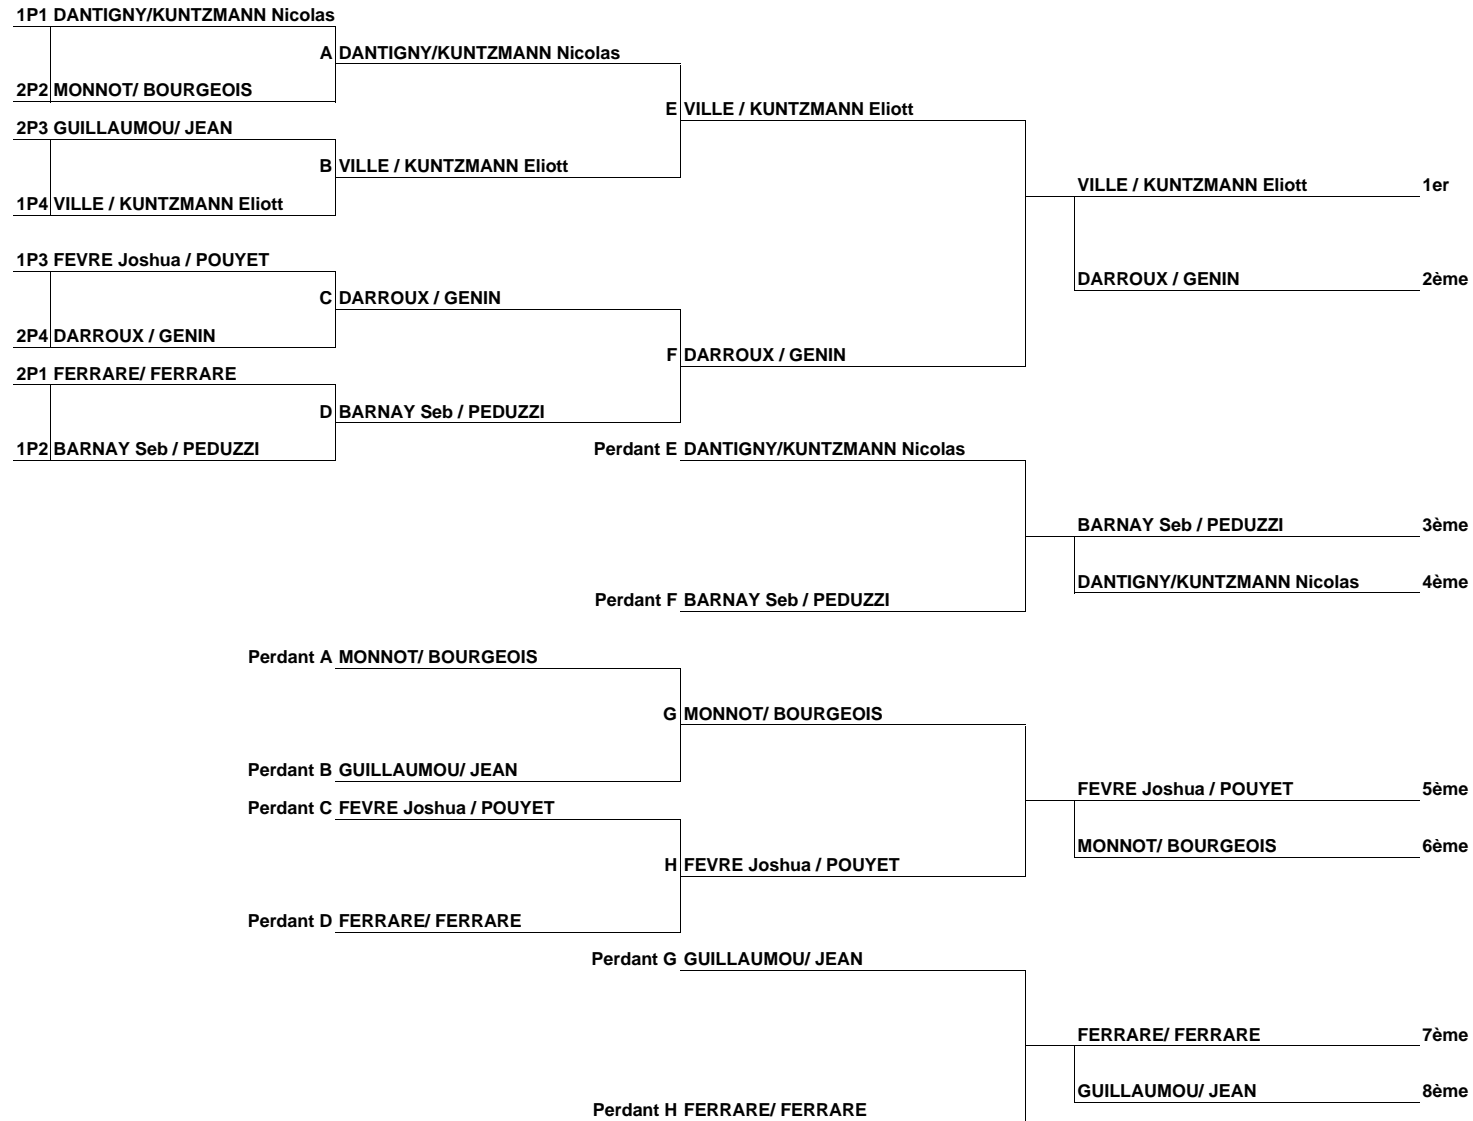 1P1 DANTIGNY/KUNTZMANN Nicolas
A DANTIGNY/KUNTZMANN Nicolas
2P2 MONNOT/ BOURGEOIS
E VILLE / KUNTZMANN Eliott
2P3 GUILLAUMOU/ JEAN
B VILLE / KUNTZMANN Eliott
VILLE / KUNTZMANN Eliott 1er
1P4 VILLE / KUNTZMANN Eliott
1P3 FEVRE Joshua / POUYET
DARROUX / GENIN 2ème
C DARROUX / GENIN
2P4 DARROUX / GENIN
F DARROUX / GENIN
2P1 FERRARE/ FERRARE
D BARNAY Seb / PEDUZZI
1P2 BARNAY Seb / PEDUZZI
Perdant E DANTIGNY/KUNTZMANN Nicolas
BARNAY Seb / PEDUZZI 3ème
DANTIGNY/KUNTZMANN Nicolas 4ème
Perdant F BARNAY Seb / PEDUZZI
Perdant A MONNOT/ BOURGEOIS
G MONNOT/ BOURGEOIS
Perdant B GUILLAUMOU/ JEAN
FEVRE Joshua / POUYET 5ème
Perdant C FEVRE Joshua / POUYET
MONNOT/ BOURGEOIS 6ème
H FEVRE Joshua / POUYET
Perdant D FERRARE/ FERRARE
Perdant G GUILLAUMOU/ JEAN
FERRARE/ FERRARE 7ème
GUILLAUMOU/ JEAN 8ème
Perdant H FERRARE/ FERRARE